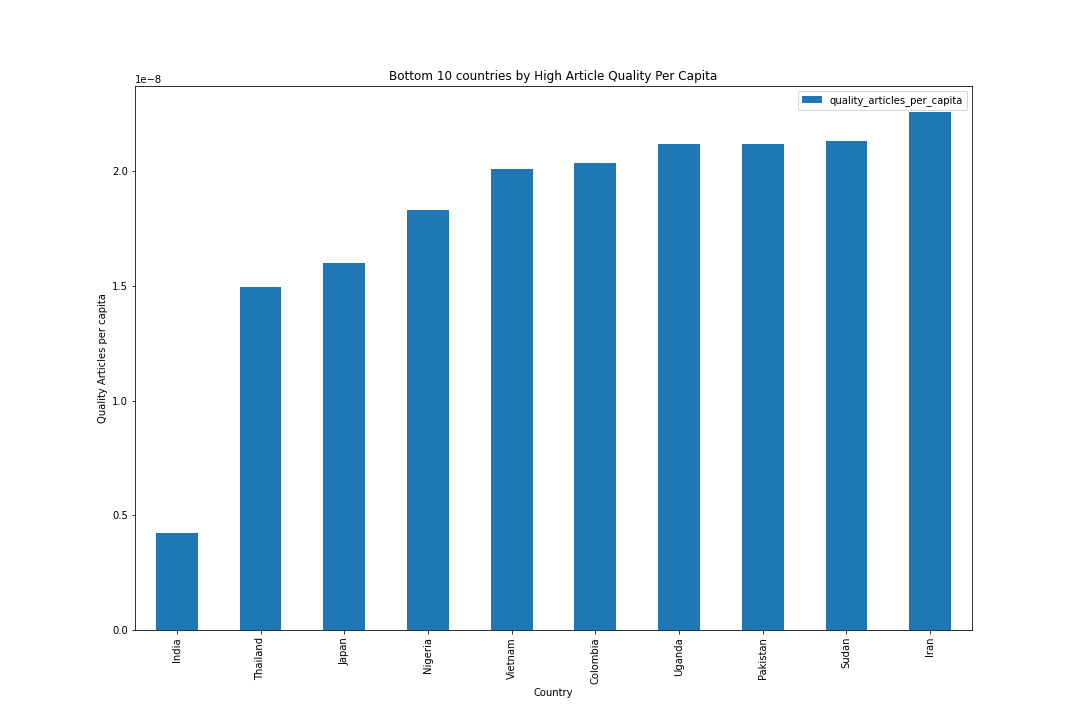 Bottom 10 countries by High Article Quality Per Capita
1e−8
quality_articles_per_capita
2.0
1.5
1.0
0.5
0.0
Quality Articles per capita
India
Thailand
Japan
Nigeria
Vietnam
Colombia
Uganda
Pakistan
Sudan
Iran
Country